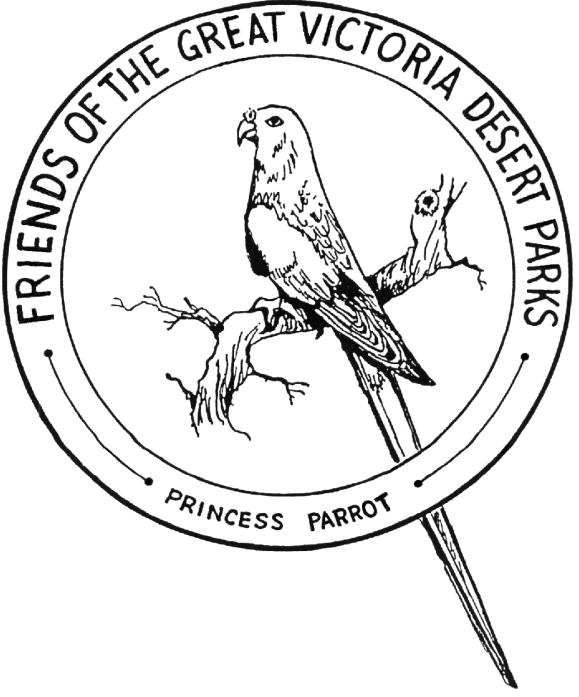 FRIENDS OF THE GREAT VICTORIA DESERT PARKS
PRINCESS PARROT